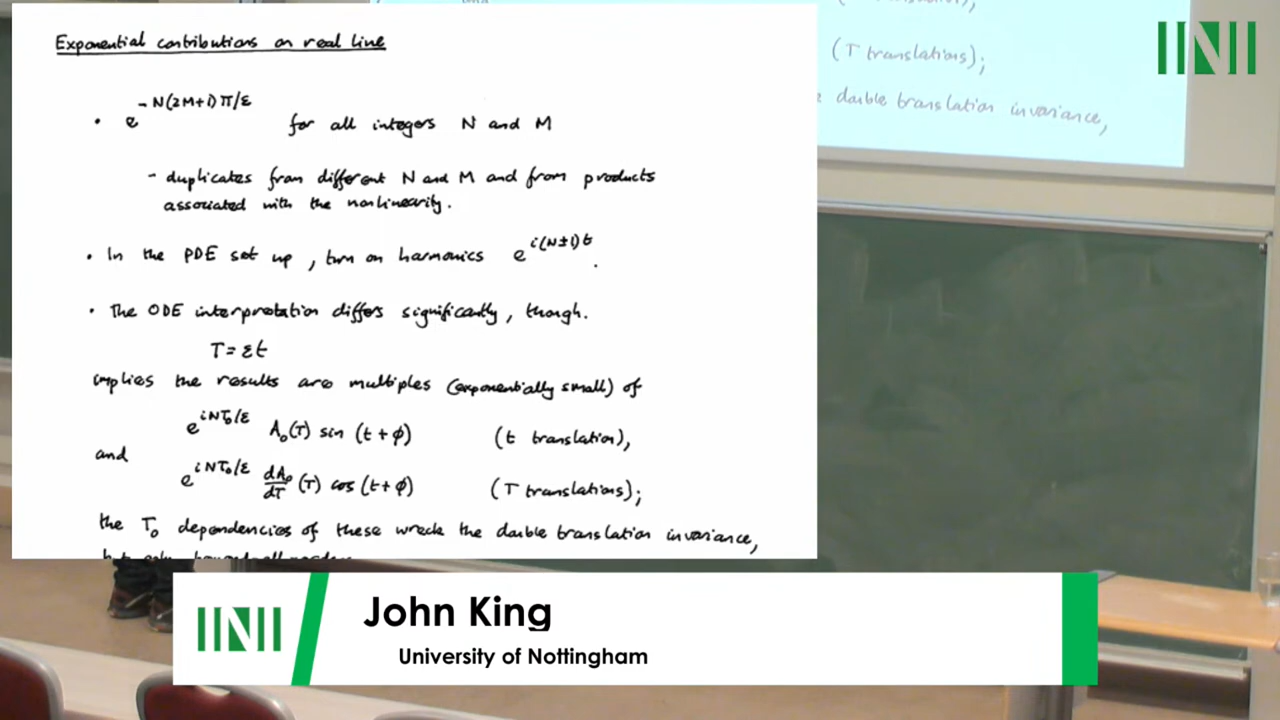 Exponential contributions on real line
• e^{-N(2M+1)π/ε} for all integers N and M
- duplicates from different N and M and from products
associated with the nonlinearity.
• In the PDE set up, turn on harmonics e^{i(N±1)t}.
• The ODE interpretation differs significantly, though.
T = εt
implies the results are multiples (exponentially small) of
e^{iNT₀/ε} A₀(T) sin (t+ϕ) (t translation),
and
e^{iNT₀/ε} dA₀/dT (T) cos (t+ϕ) (T translations);
the T₀ dependencies of these wreck the double translation invariance,
(T translations);
double translation invariance,
INI
INI
John King
University of Nottingham